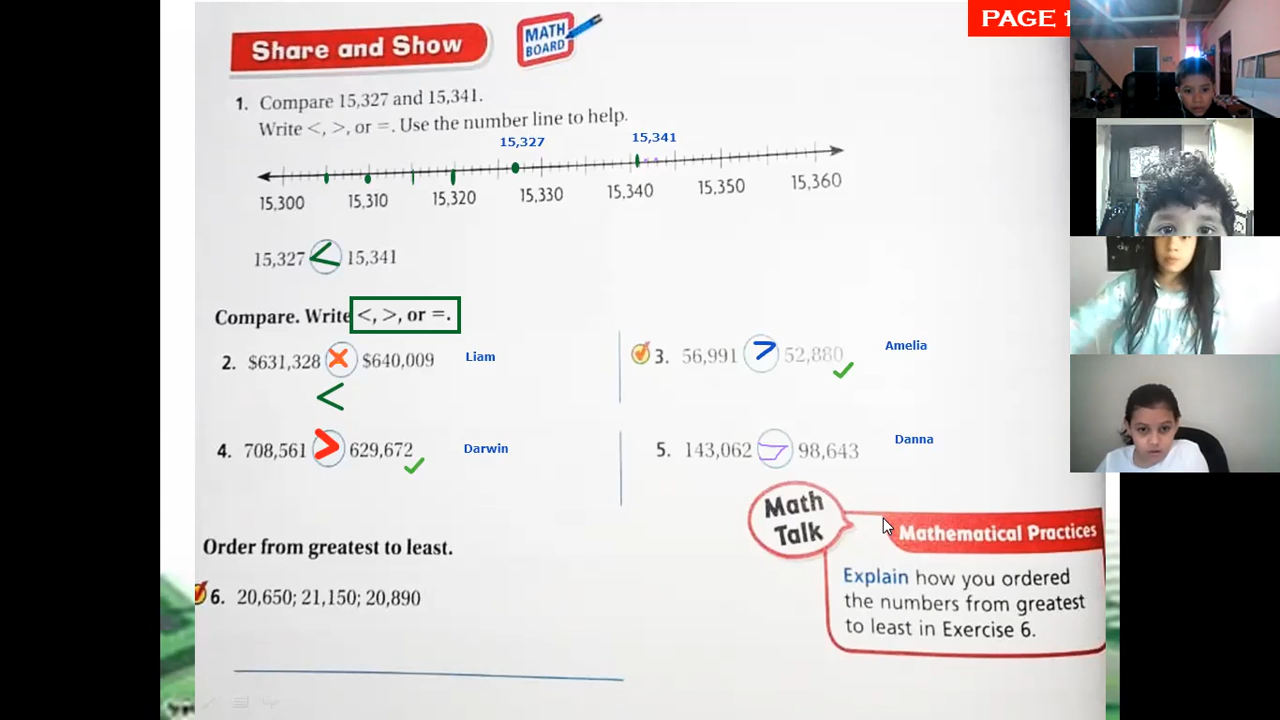 PAGE 1
Share and Show
MATH BOARD
1. Compare 15,327 and 15,341.
Write <, >, or =. Use the number line to help.
15,327 15,341
15,300 15,310 15,320 15,330 15,340 15,350 15,360
15,327 < 15,341
Compare. Write <, >, or =.
2. $631,328 X $640,009 Liam
<
3. 56,991 > 52,880 Amelia
4. 708,561 > 629,672 Darwin
5. 143,062 > 98,643 Danna
Math
Talk
Mathematical Practices
Explain how you ordered
the numbers from greatest
to least in Exercise 6.
Order from greatest to least.
6. 20,650; 21,150; 20,890